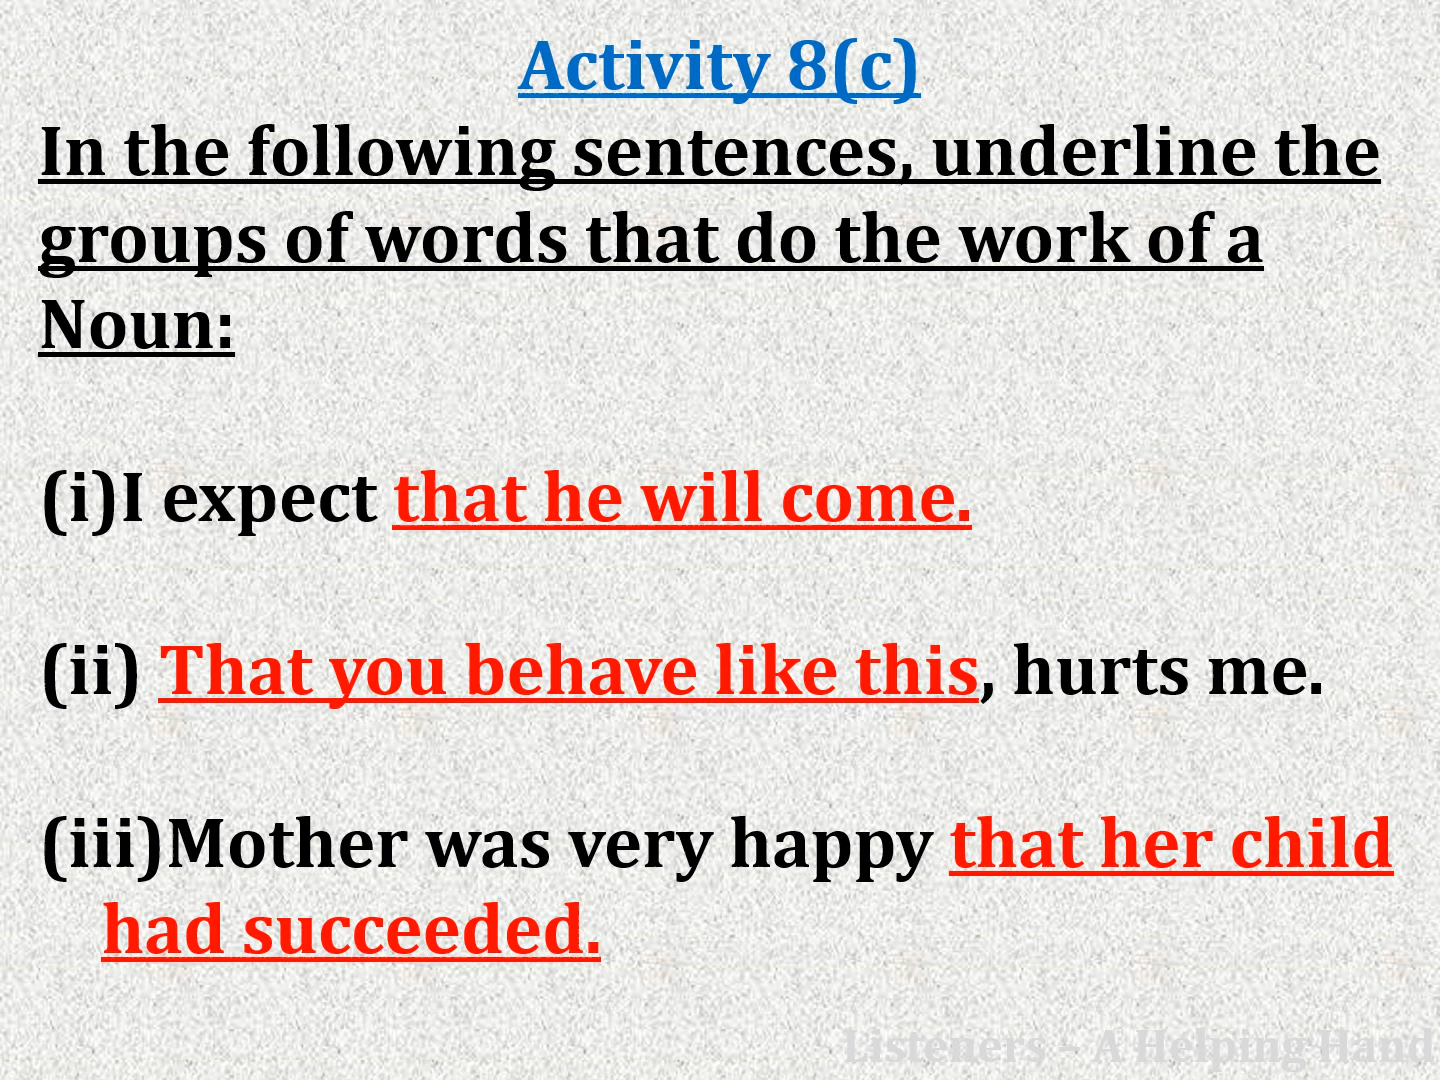 Activity 8(c)
In the following sentences, underline the
groups of words that do the work of a
Noun:
(i)I expect that he will come.
(ii) That you behave like this, hurts me.
(iii)Mother was very happy that her child
had succeeded.
Listeners – A Helping Hand